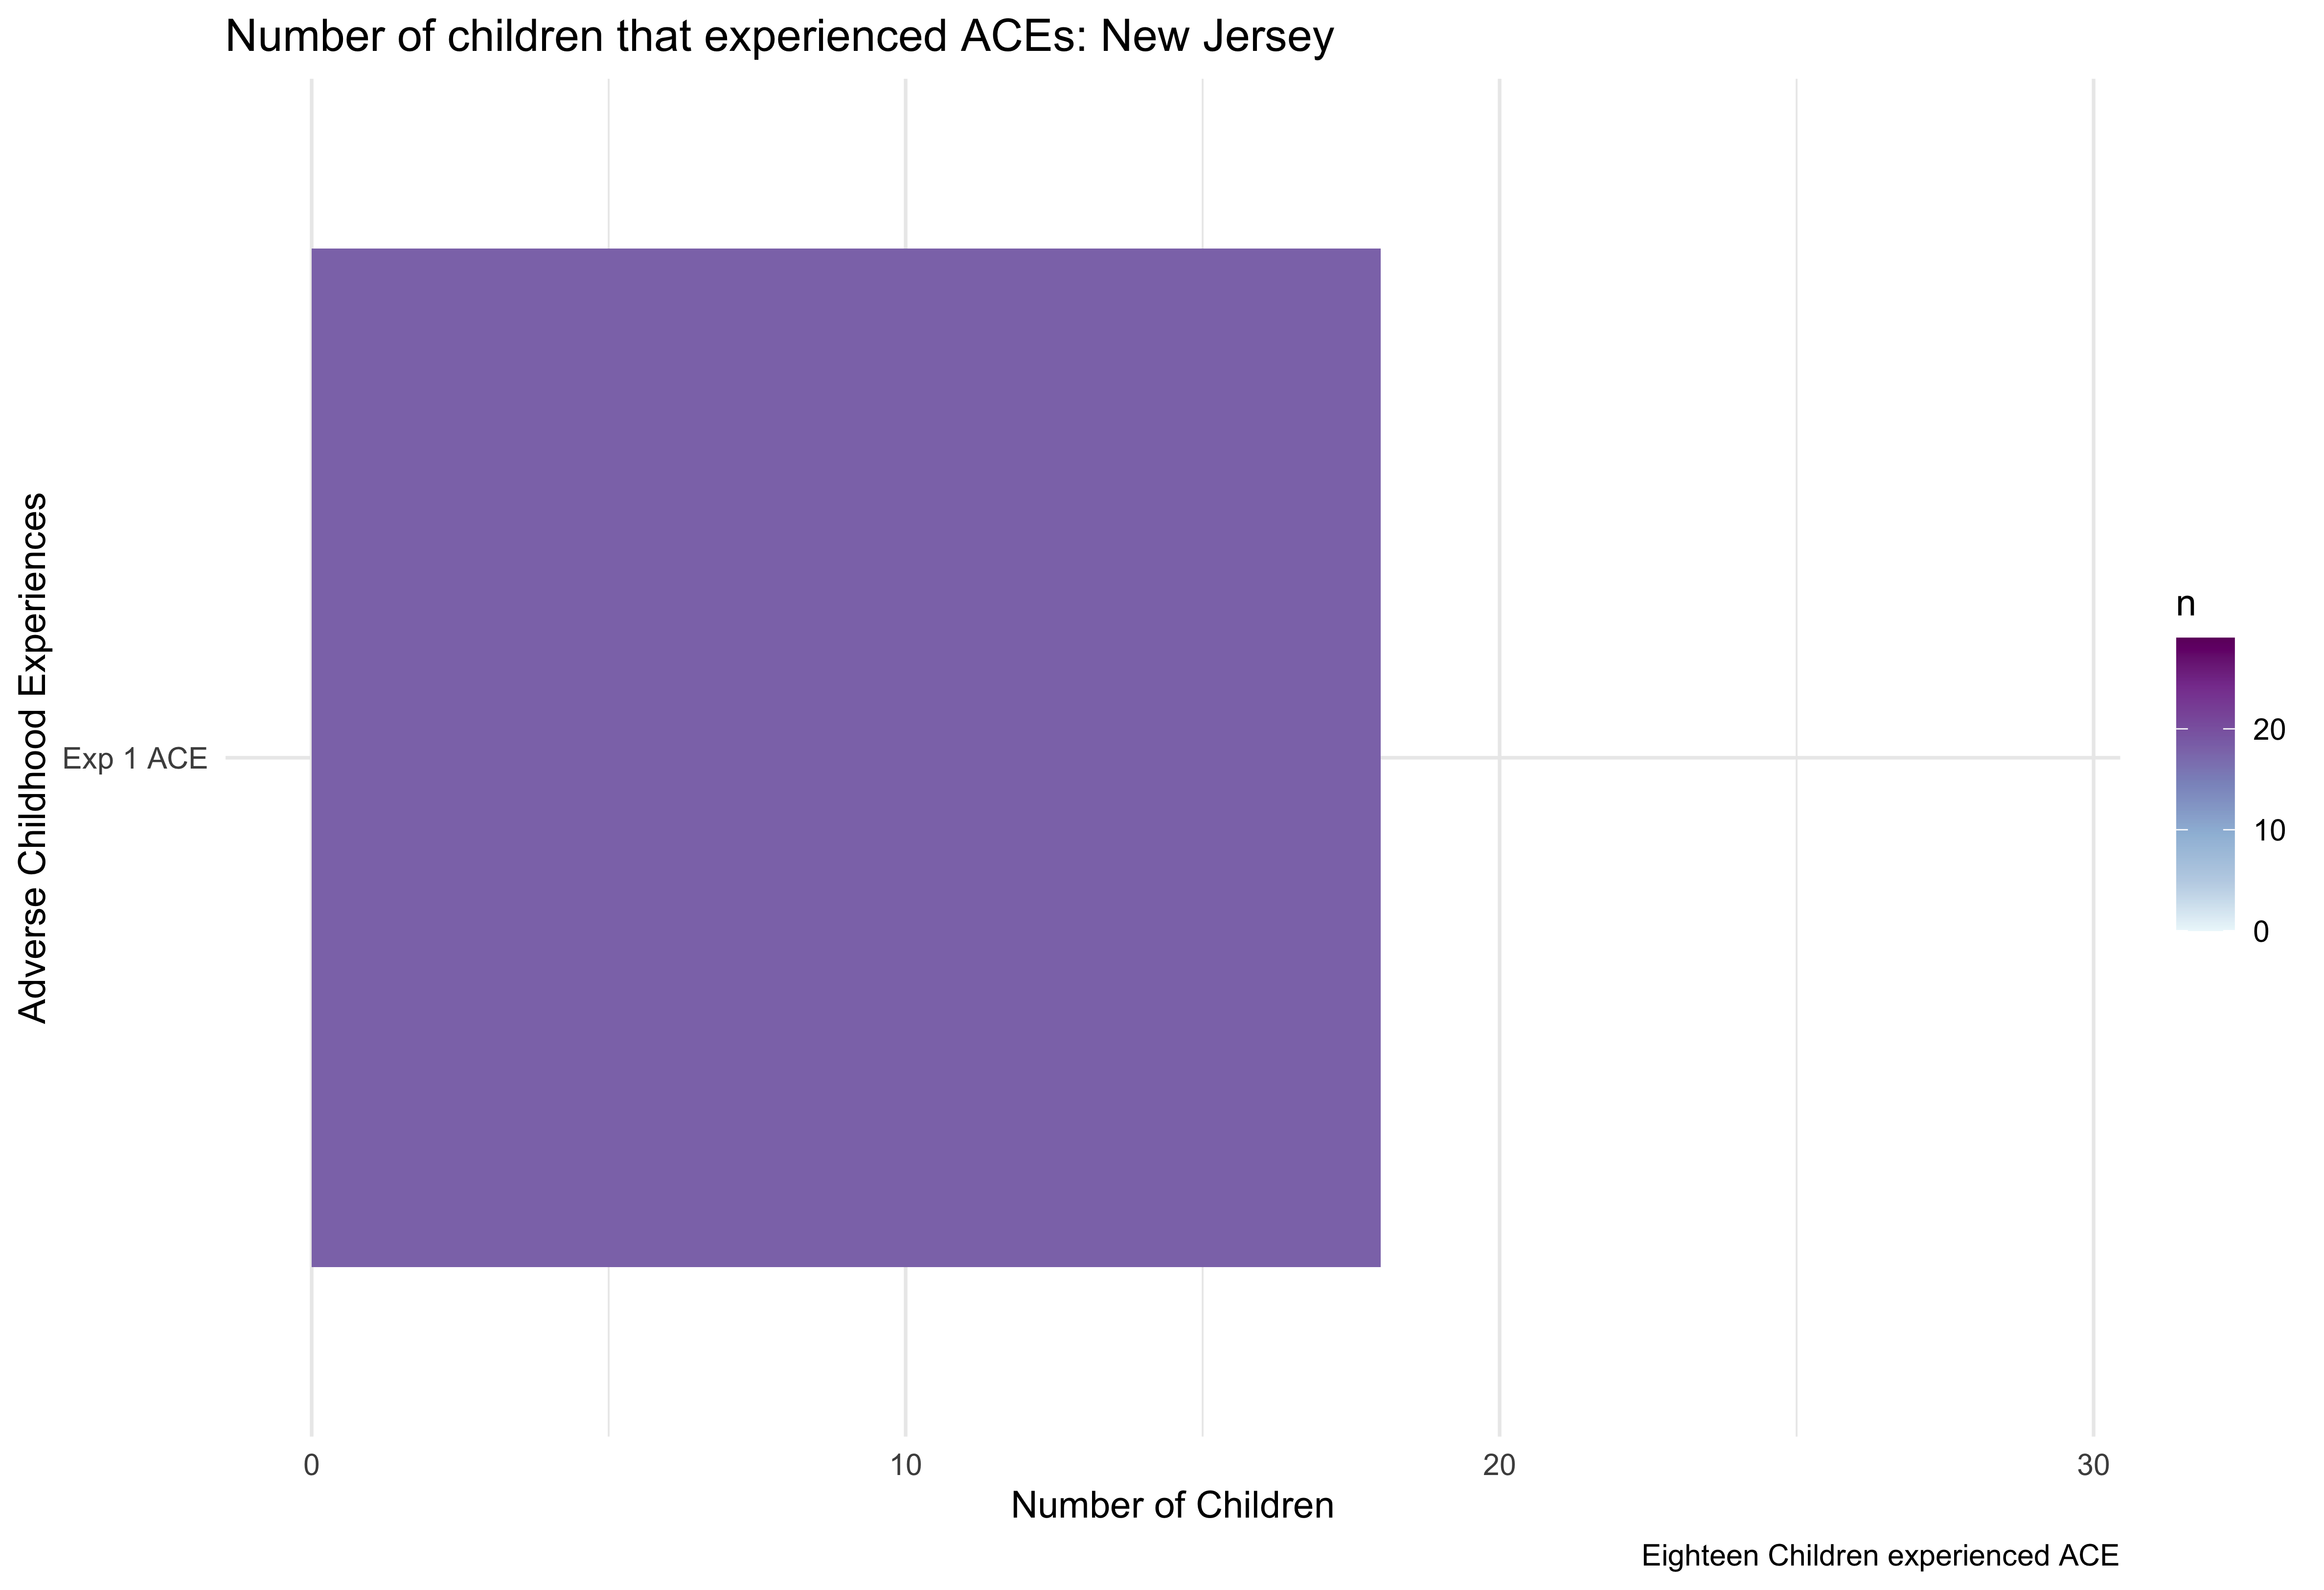 Number of children that experienced ACEs: New Jersey
Adverse Childhood Experiences
Exp 1 ACE
n
20
10
0
0
10
20
30
Number of Children
Eighteen Children experienced ACE